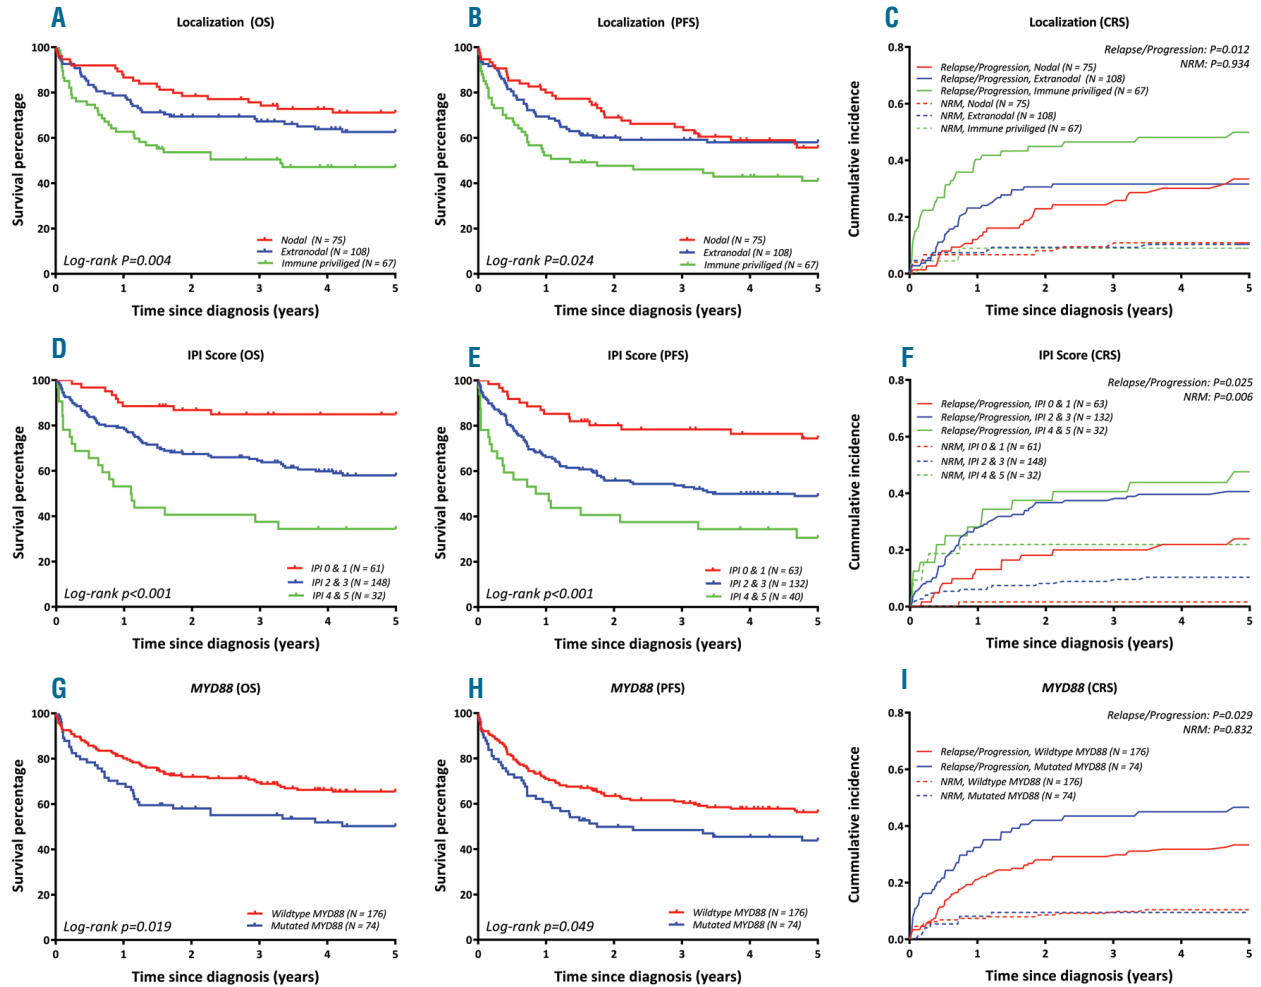 A
Localization (OS)
Survival percentage
100
80
60
40
20
0
Nodal (N = 75)
Extranodal (N = 108)
Immune priviliged (N = 67)
Log-rank P=0.004
0 1 2 3 4 5
Time since diagnosis (years)
B
Localization (PFS)
Survival percentage
100
80
60
40
20
0
Nodal (N = 75)
Extranodal (N = 108)
Immune priviliged (N = 67)
Log-rank P=0.024
0 1 2 3 4 5
Time since diagnosis (years)
C
Localization (CRS)
Cummulative incidence
0.8
0.6
0.4
0.2
0.0
Relapse/Progression: P=0.012
NRM: P=0.934
Relapse/Progression, Nodal (N = 75)
Relapse/Progression, Extranodal (N = 108)
Relapse/Progression, Immune priviliged (N = 67)
NRM, Nodal (N = 75)
NRM, Extranodal (N = 108)
NRM, Immune priviliged (N = 67)
0 1 2 3 4 5
Time since diagnosis (years)
D
IPI Score (OS)
Survival percentage
100
80
60
40
20
0
IPI 0 & 1 (N = 61)
IPI 2 & 3 (N = 148)
IPI 4 & 5 (N = 32)
Log-rank p<0.001
0 1 2 3 4 5
Time since diagnosis (years)
E
IPI Score (PFS)
Survival percentage
100
80
60
40
20
0
IPI 0 & 1 (N = 63)
IPI 2 & 3 (N = 132)
IPI 4 & 5 (N = 40)
Log-rank p<0.001
0 1 2 3 4 5
Time since diagnosis (years)
F
IPI Score (CRS)
Cummulative incidence
0.8
0.6
0.4
0.2
0.0
Relapse/Progression: P=0.025
NRM: P=0.006
Relapse/Progression, IPI 0 & 1 (N = 63)
Relapse/Progression, IPI 2 & 3 (N = 132)
Relapse/Progression, IPI 4 & 5 (N = 32)
NRM, IPI 0 & 1 (N = 61)
NRM, IPI 2 & 3 (N = 148)
NRM, IPI 4 & 5 (N = 32)
0 1 2 3 4 5
Time since diagnosis (years)
G
MYD88 (OS)
Survival percentage
100
80
60
40
20
0
Wildtype MYD88 (N = 176)
Mutated MYD88 (N = 74)
Log-rank p=0.019
0 1 2 3 4 5
Time since diagnosis (years)
H
MYD88 (PFS)
Survival percentage
100
80
60
40
20
0
Wildtype MYD88 (N = 176)
Mutated MYD88 (N = 74)
Log-rank p=0.049
0 1 2 3 4 5
Time since diagnosis (years)
I
MYD88 (CRS)
Cummulative incidence
0.8
0.6
0.4
0.2
0.0
Relapse/Progression: P=0.029
NRM: P=0.832
Relapse/Progression, Wildtype MYD88 (N = 176)
Relapse/Progression, Mutated MYD88 (N = 74)
NRM, Wildtype MYD88 (N = 176)
NRM, Mutated MYD88 (N = 74)
0 1 2 3 4 5
Time since diagnosis (years)